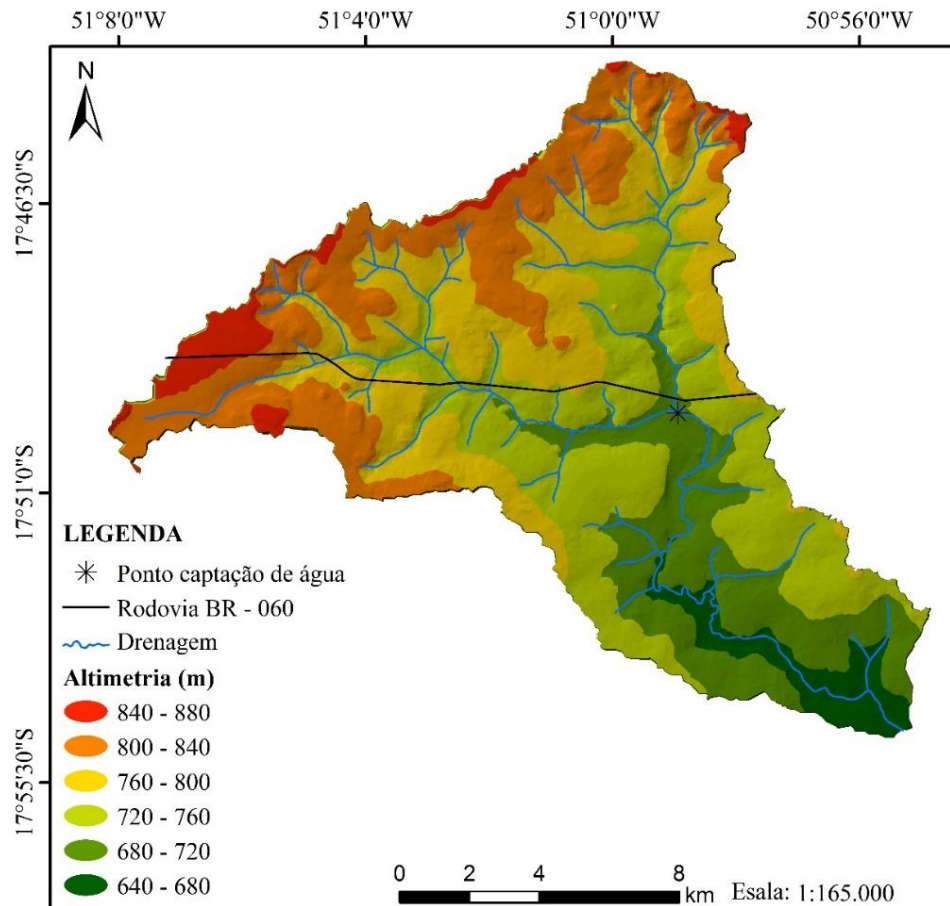 51°8'0"W
51°4'0"W
51°0'0"W
50°56'0"W
N
17°46'30"S
17°51'0"S
17°55'30"S
LEGENDA
Ponto captação de água
Rodovia BR - 060
Drenagem
Altimetria (m)
840 - 880
800 - 840
760 - 800
720 - 760
680 - 720
640 - 680
0 2 4 8
km
Esala: 1:165.000